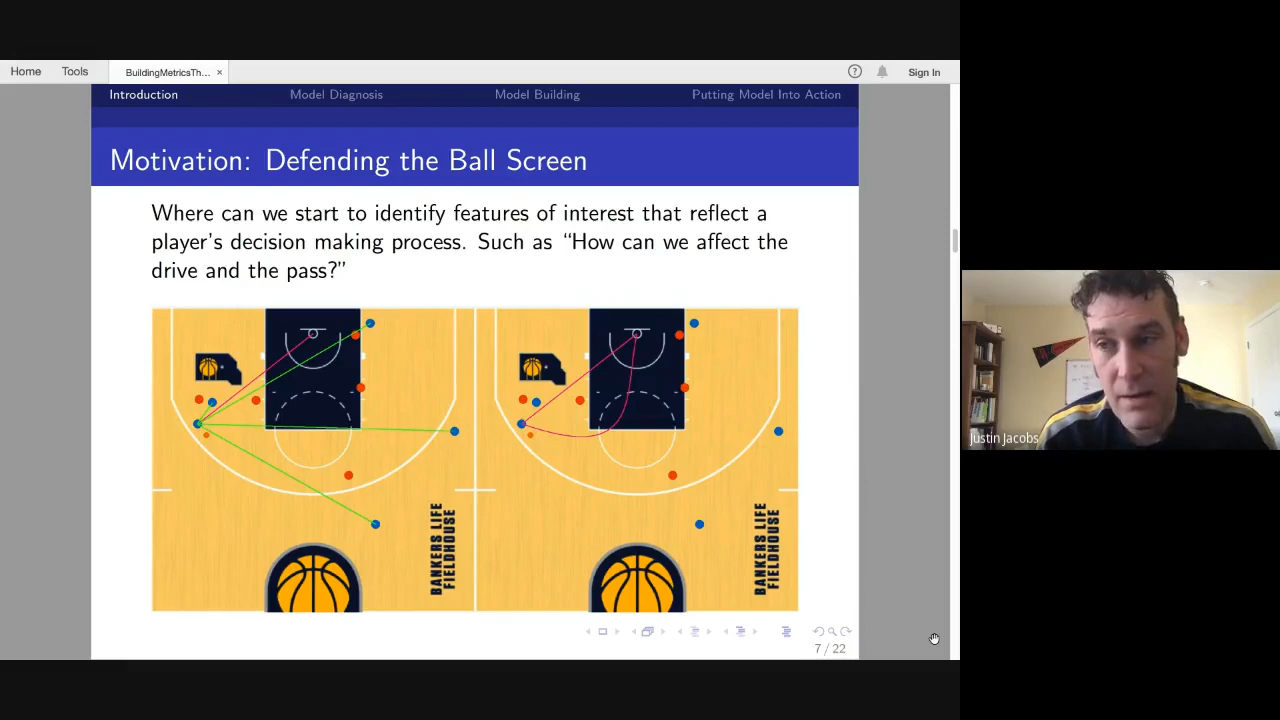 Home Tools BuildingMetricsTh... × ? Sign In
Introduction Model Diagnosis Model Building Putting Model Into Action
Motivation: Defending the Ball Screen
Where can we start to identify features of interest that reflect a
player's decision making process. Such as “How can we affect the
drive and the pass?”
BANKERS LIFE
FIELDHOUSE
BANKERS LIFE
FIELDHOUSE
7 / 22
Justin Jacobs